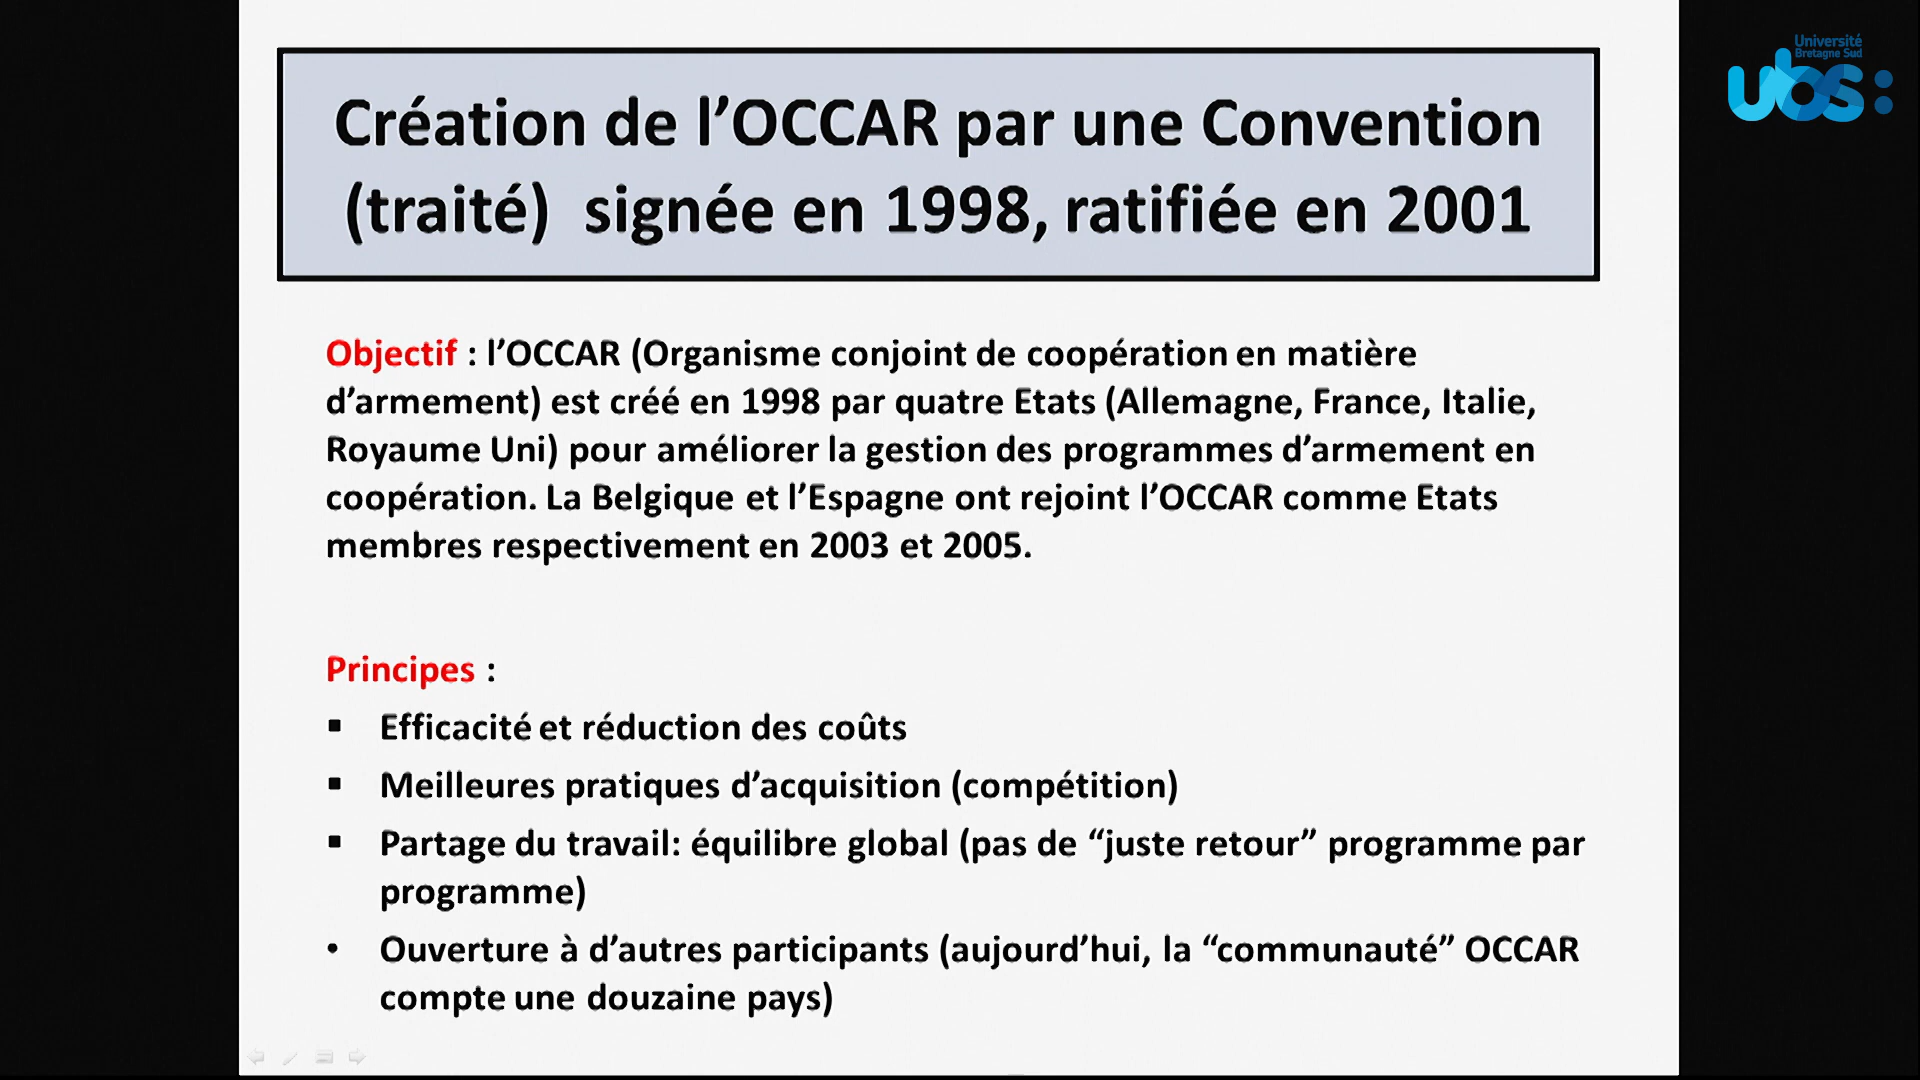 Université
Bretagne Sud
ubs:
Création de l’OCCAR par une Convention
(traité)  signée en 1998, ratifiée en 2001
Objectif : l’OCCAR (Organisme conjoint de coopération en matière
d’armement) est créé en 1998 par quatre Etats (Allemagne, France, Italie,
Royaume Uni) pour améliorer la gestion des programmes d’armement en
coopération. La Belgique et l’Espagne ont rejoint l’OCCAR comme Etats
membres respectivement en 2003 et 2005.
Principes :
▪ Efficacité et réduction des coûts
▪ Meilleures pratiques d’acquisition (compétition)
▪ Partage du travail: équilibre global (pas de “juste retour” programme par
programme)
• Ouverture à d’autres participants (aujourd’hui, la “communauté” OCCAR
compte une douzaine pays)